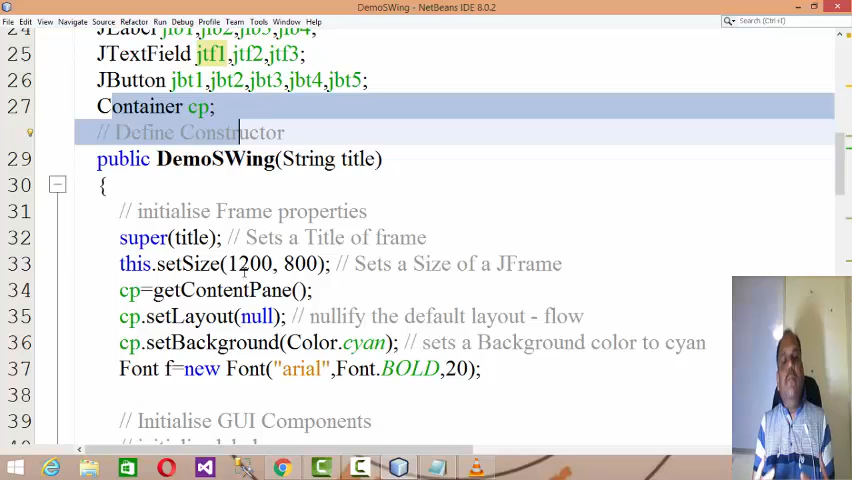 DemoSWing - NetBeans IDE 8.0.2
File Edit View Navigate Source Refactor Run Debug Profile Team Tools Window Help
Search (Ctrl+I)
25 JTextField jtf1,jtf2,jtf3;
26 JButton jbt1,jbt2,jbt3,jbt4,jbt5;
27 Container cp;
// Define Constructor
29 public DemoSWing(String title)
30 {
31 // initialise Frame properties
32 super(title); // Sets a Title of frame
33 this.setSize(1200, 800); // Sets a Size of a JFrame
34 cp=getContentPane();
35 cp.setLayout(null); // nullify the default layout - flow
36 cp.setBackground(Color.cyan); // sets a Background color to cyan
37 Font f=new Font("arial",Font.BOLD,20);
38
39 // Initialise GUI Components